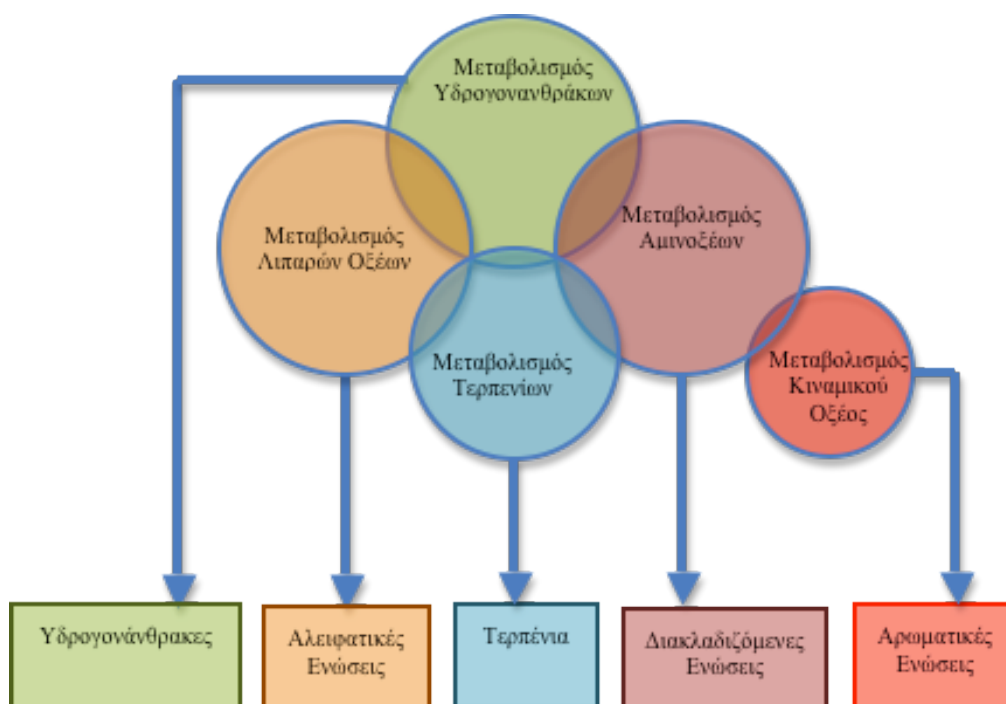 Μεταβολισμός
Υδρογονανθράκων
Μεταβολισμός
Λιπαρών Οξέων
Μεταβολισμός
Αμινοξέων
Μεταβολισμός
Τερπενίων
Μεταβολισμός
Κιναμικού
Οξέος
Υδρογονάνθρακες
Αλειφατικές
Ενώσεις
Τερπένια
Διακλαδιζόμενες
Ενώσεις
Αρωματικές
Ενώσεις